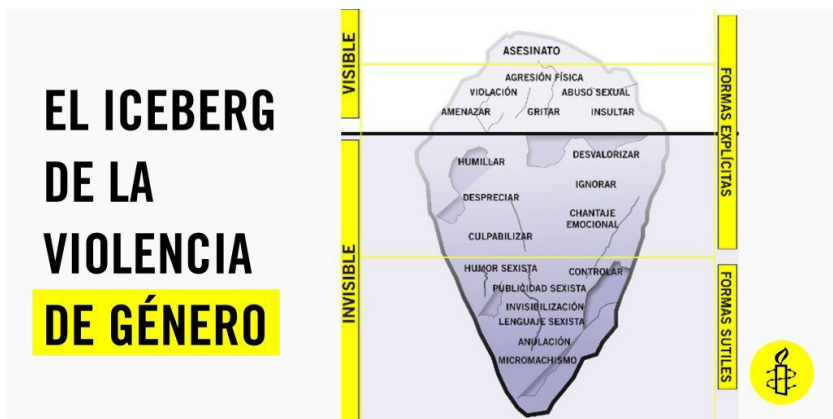 EL ICEBERG
DE LA
VIOLENCIA
DE GÉNERO
VISIBLE
INVISIBLE
ASESINATO
AGRESIÓN FÍSICA
VIOLACIÓN ABUSO SEXUAL
AMENAZAR GRITAR INSULTAR
HUMILLAR DESVALORIZAR
IGNORAR
DESPRECIAR
CHANTAJE
EMOCIONAL
CULPABILIZAR
HUMOR SEXISTA CONTROLAR
PUBLICIDAD SEXISTA
INVISIBILIZACIÓN
LENGUAJE SEXISTA
ANULACIÓN
MICROMACHISMO
FORMAS EXPLÍCITAS
FORMAS SUTILES